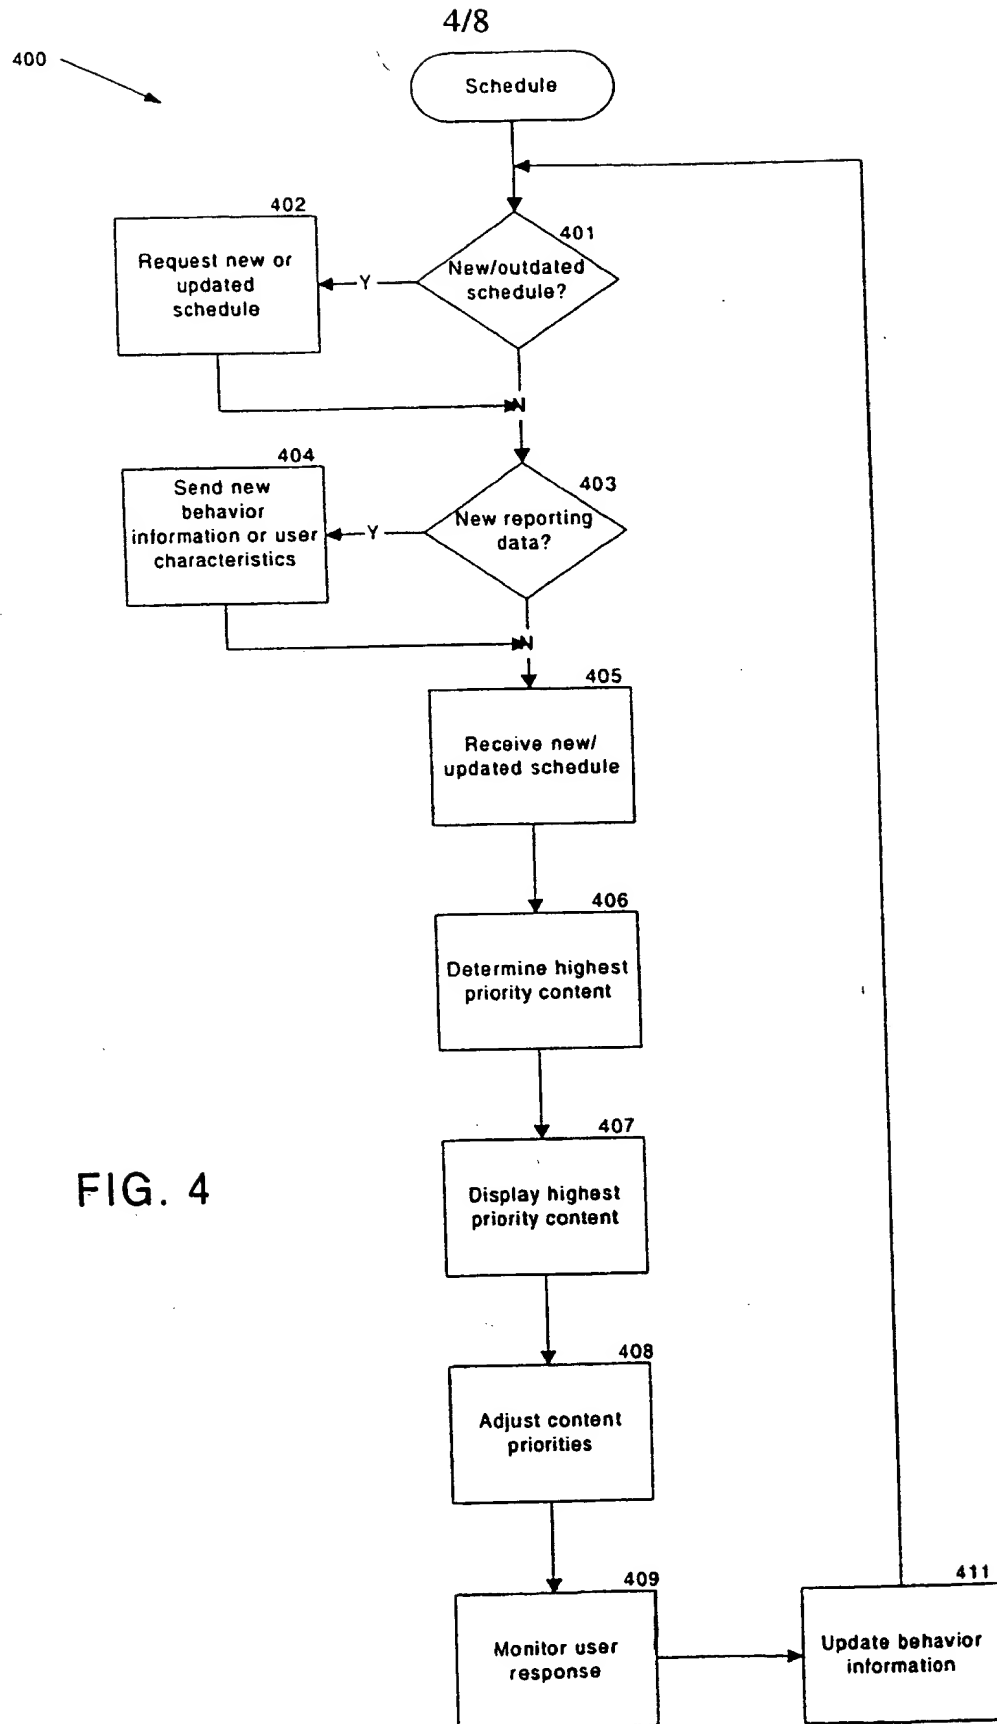 4/8
400
Schedule
402
Request new or
updated
schedule
Y
401
New/outdated
schedule?
N
404
Send new
behavior
information or user
characteristics
Y
403
New reporting
data?
N
405
Receive new/
updated schedule
406
Determine highest
priority content
407
Display highest
priority content
FIG. 4
408
Adjust content
priorities
409
Monitor user
response
411
Update behavior
information